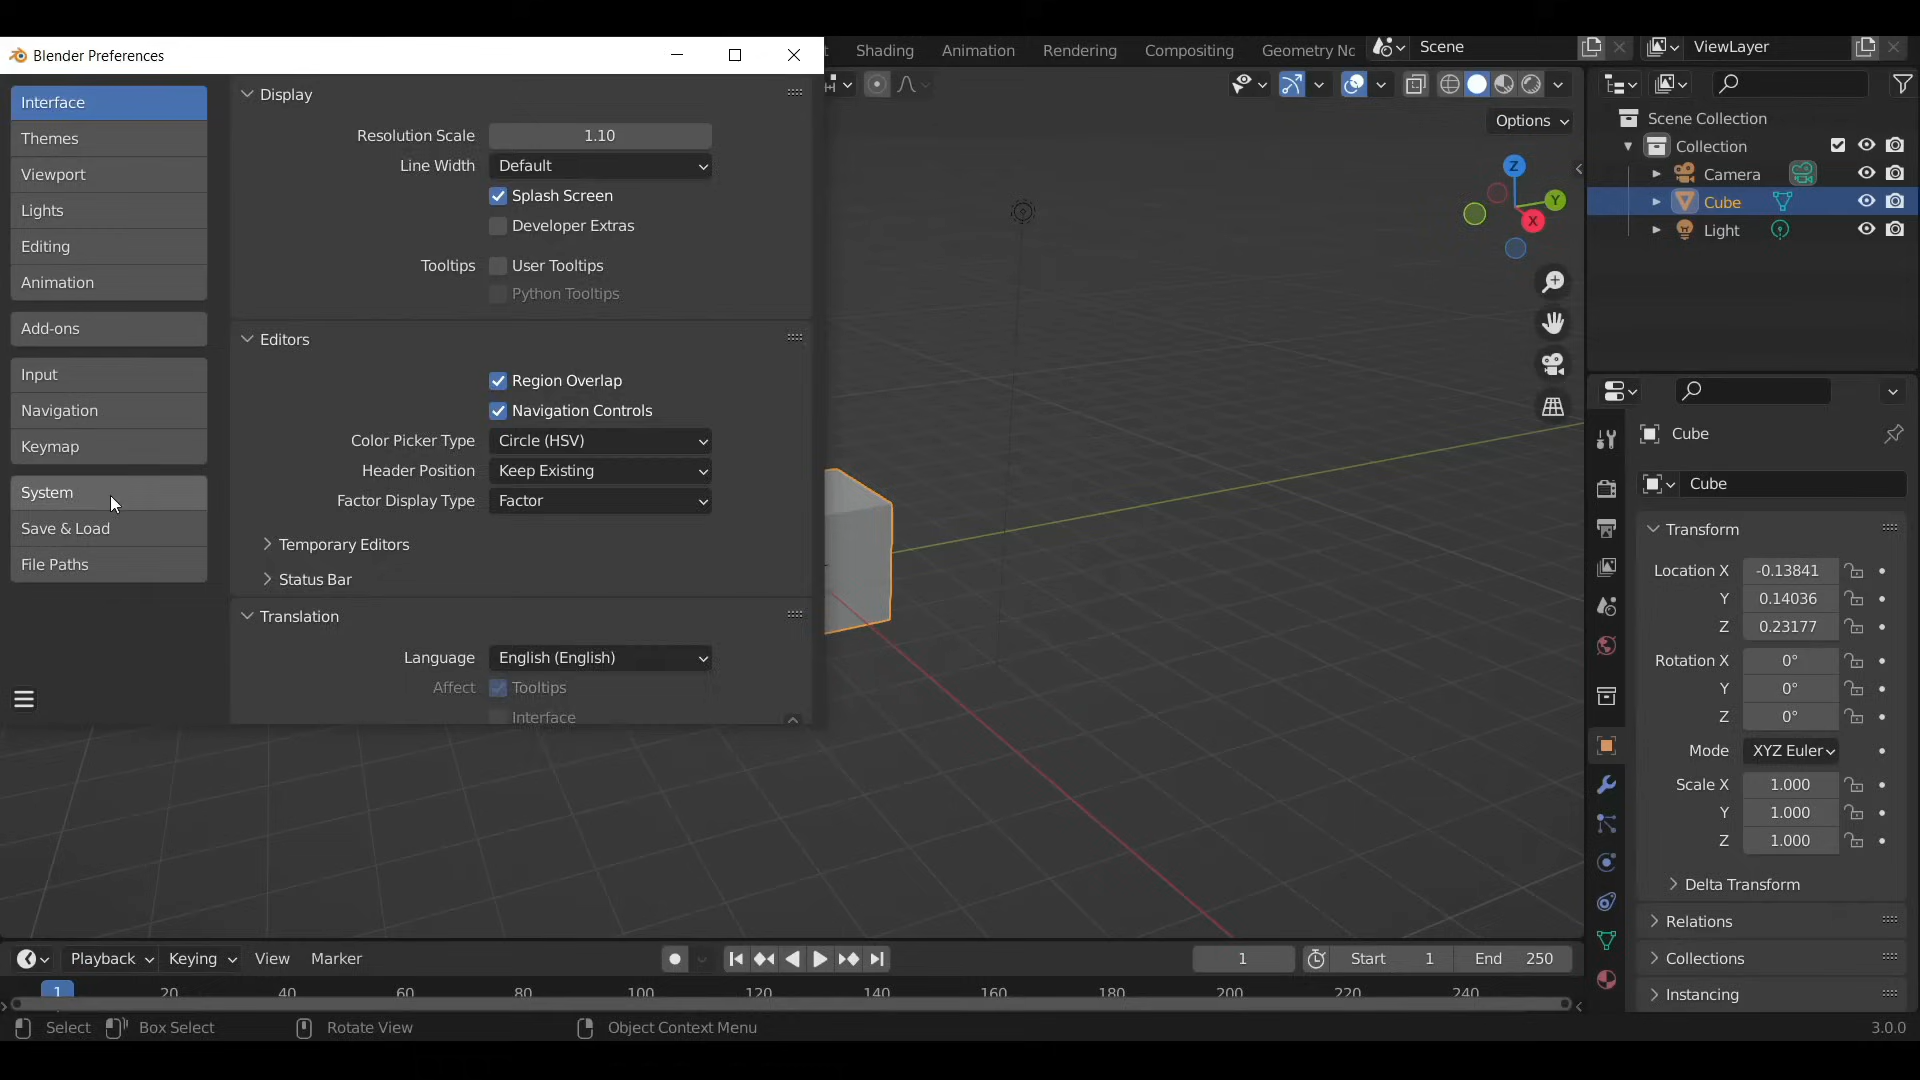 Blender Preferences
Interface
Themes
Viewport
Lights
Editing
Animation
Add-ons
Input
Navigation
Keymap
System
Save & Load
File Paths
Display
Resolution Scale 1.10
Line Width Default
Splash Screen
Developer Extras
Tooltips User Tooltips
Python Tooltips
Editors
Region Overlap
Navigation Controls
Color Picker Type Circle (HSV)
Header Position Keep Existing
Factor Display Type Factor
Temporary Editors
Status Bar
Translation
Language English (English)
Affect Tooltips
Interface
Shading Animation Rendering Compositing Geometry Nc Scene ViewLayer
Options
Z
Y
X
Scene Collection
Collection
Camera
Cube
Light
Cube
Cube
Transform
Location X -0.13841
Y 0.14036
Z 0.23177
Rotation X 0°
Y 0°
Z 0°
Mode XYZ Euler
Scale X 1.000
Y 1.000
Z 1.000
Delta Transform
Relations
Collections
Instancing
Playback Keying View Marker 1 Start 1 End 250
1 20 40 60 80 100 120 140 160 180 200 220 240
Select Box Select Rotate View Object Context Menu 3.0.0